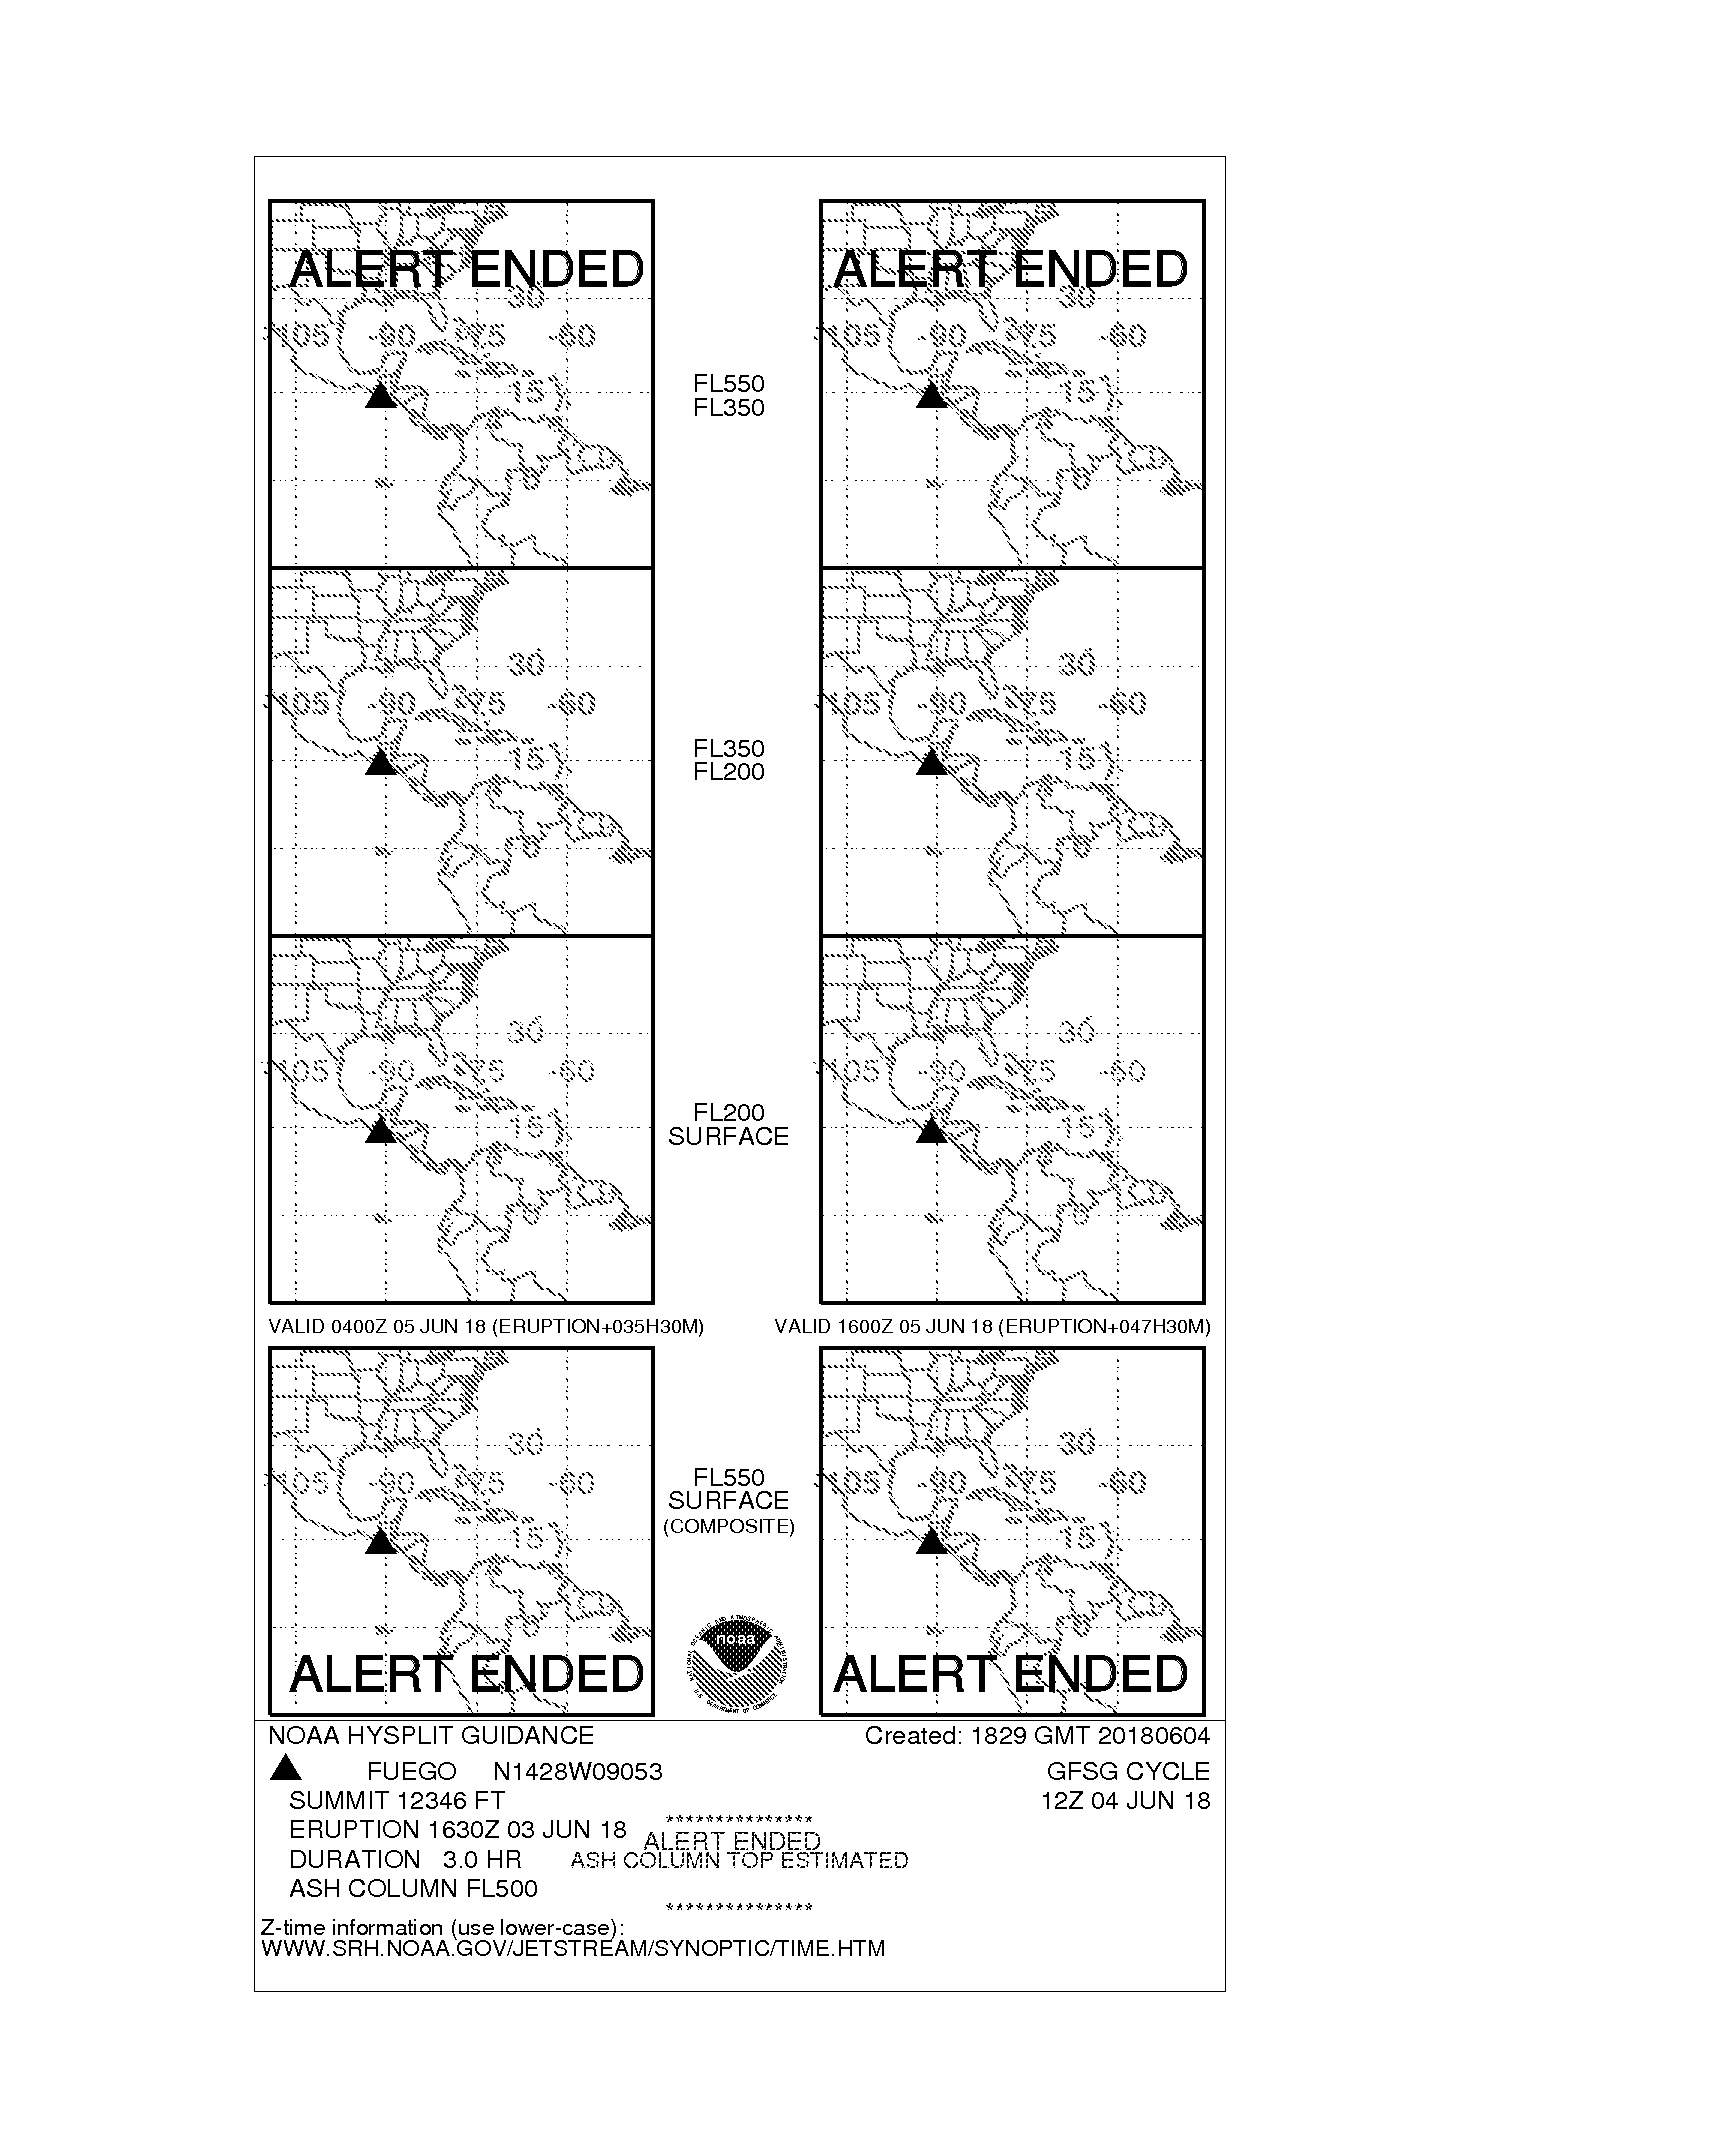 ALERT ENDED
ALERT ENDED
30
30
-105 -90 -75 -60
-105 -90 -75 -60
FL550
FL350
15
15
0
0
30
30
-105 -90 -75 -60
-105 -90 -75 -60
FL350
FL200
15
15
0
0
30
30
-105 -90 -75 -60
-105 -90 -75 -60
FL200
SURFACE
15
15
0
0
VALID 0400Z 05 JUN 18 (ERUPTION+035H30M)
VALID 1600Z 05 JUN 18 (ERUPTION+047H30M)
30
30
-105 -90 -75 -60
-105 -90 -75 -60
FL550
SURFACE
(COMPOSITE)
15
15
noaa
ALERT ENDED
ALERT ENDED
NOAA HYSPLIT GUIDANCE
Created: 1829 GMT 20180604
FUEGO N1428W09053
GFSG CYCLE
SUMMIT 12346 FT
12Z 04 JUN 18
ERUPTION 1630Z 03 JUN 18
***************
ALERT ENDED
DURATION 3.0 HR
ASH COLUMN TOP ESTIMATED
ASH COLUMN FL500
***************
Z-time information (use lower-case):
WWW.SRH.NOAA.GOV/JETSTREAM/SYNOPTIC/TIME.HTM